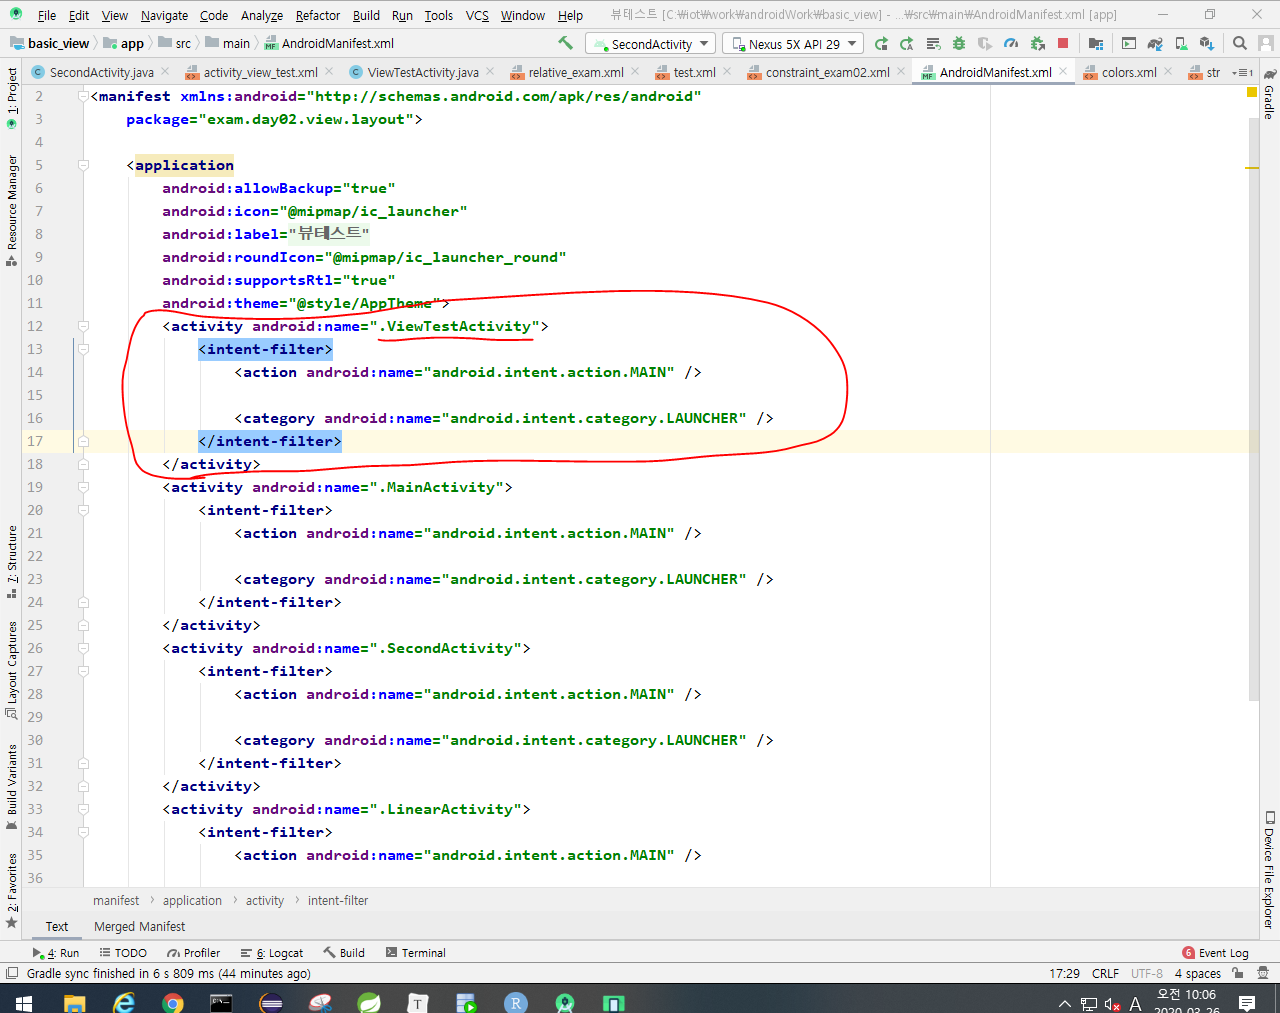 File Edit View Navigate Code Analyze Refactor Build Run Tools VCS Window Help 뷰테스트 [C:₩iot₩work₩androidWork₩basic_view] - ...₩src₩main₩AndroidManifest.xml [app]
basic_view app src main AndroidManifest.xml SecondActivity Nexus 5X API 29
SecondActivity.java activity_view_test.xml ViewTestActivity.java relative_exam.xml test.xml constraint_exam02.xml AndroidManifest.xml colors.xml str
1: Project
Resource Manager
7: Structure
Layout Captures
Build Variants
2: Favorites
2 <manifest xmlns:android="http://schemas.android.com/apk/res/android"
3 package="exam.day02.view.layout">
4
5 <application
6 android:allowBackup="true"
7 android:icon="@mipmap/ic_launcher"
8 android:label="뷰테스트"
9 android:roundIcon="@mipmap/ic_launcher_round"
10 android:supportsRtl="true"
11 android:theme="@style/AppTheme">
12 <activity android:name=".ViewTestActivity">
13 <intent-filter>
14 <action android:name="android.intent.action.MAIN" />
15
16 <category android:name="android.intent.category.LAUNCHER" />
17 </intent-filter>
18 </activity>
19 <activity android:name=".MainActivity">
20 <intent-filter>
21 <action android:name="android.intent.action.MAIN" />
22
23 <category android:name="android.intent.category.LAUNCHER" />
24 </intent-filter>
25 </activity>
26 <activity android:name=".SecondActivity">
27 <intent-filter>
28 <action android:name="android.intent.action.MAIN" />
29
30 <category android:name="android.intent.category.LAUNCHER" />
31 </intent-filter>
32 </activity>
33 <activity android:name=".LinearActivity">
34 <intent-filter>
35 <action android:name="android.intent.action.MAIN" />
36
Gradle
Device File Explorer
manifest › application › activity › intent-filter
Text Merged Manifest
4: Run TODO Profiler 6: Logcat Build Terminal 6 Event Log
Gradle sync finished in 6 s 809 ms (44 minutes ago) 17:29 CRLF UTF-8 4 spaces
T R A 오전 10:06
2020-03-26